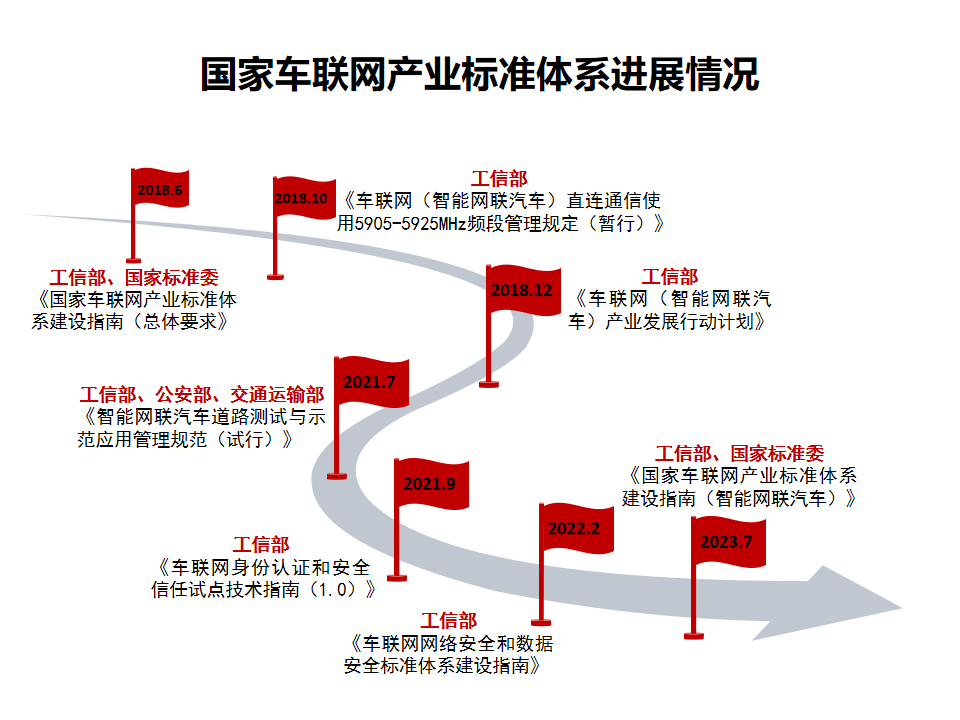 国家车联网产业标准体系进展情况
2018.6
工信部、国家标准委
《国家车联网产业标准体
系建设指南（总体要求》
2018.10
工信部
《车联网（智能网联汽车）直连通信使
用5905-5925MHz频段管理规定（暂行）》
2018.12
工信部
《车联网（智能网联汽
车）产业发展行动计划》
2021.7
工信部、公安部、交通运输部
《智能网联汽车道路测试与示
范应用管理规范（试行）》
2021.9
工信部
《车联网身份认证和安全
信任试点技术指南（1.0）》
2022.2
工信部
《车联网网络安全和数据
安全标准体系建设指南》
2023.7
工信部、国家标准委
《国家车联网产业标准体系
建设指南（智能网联汽车）》